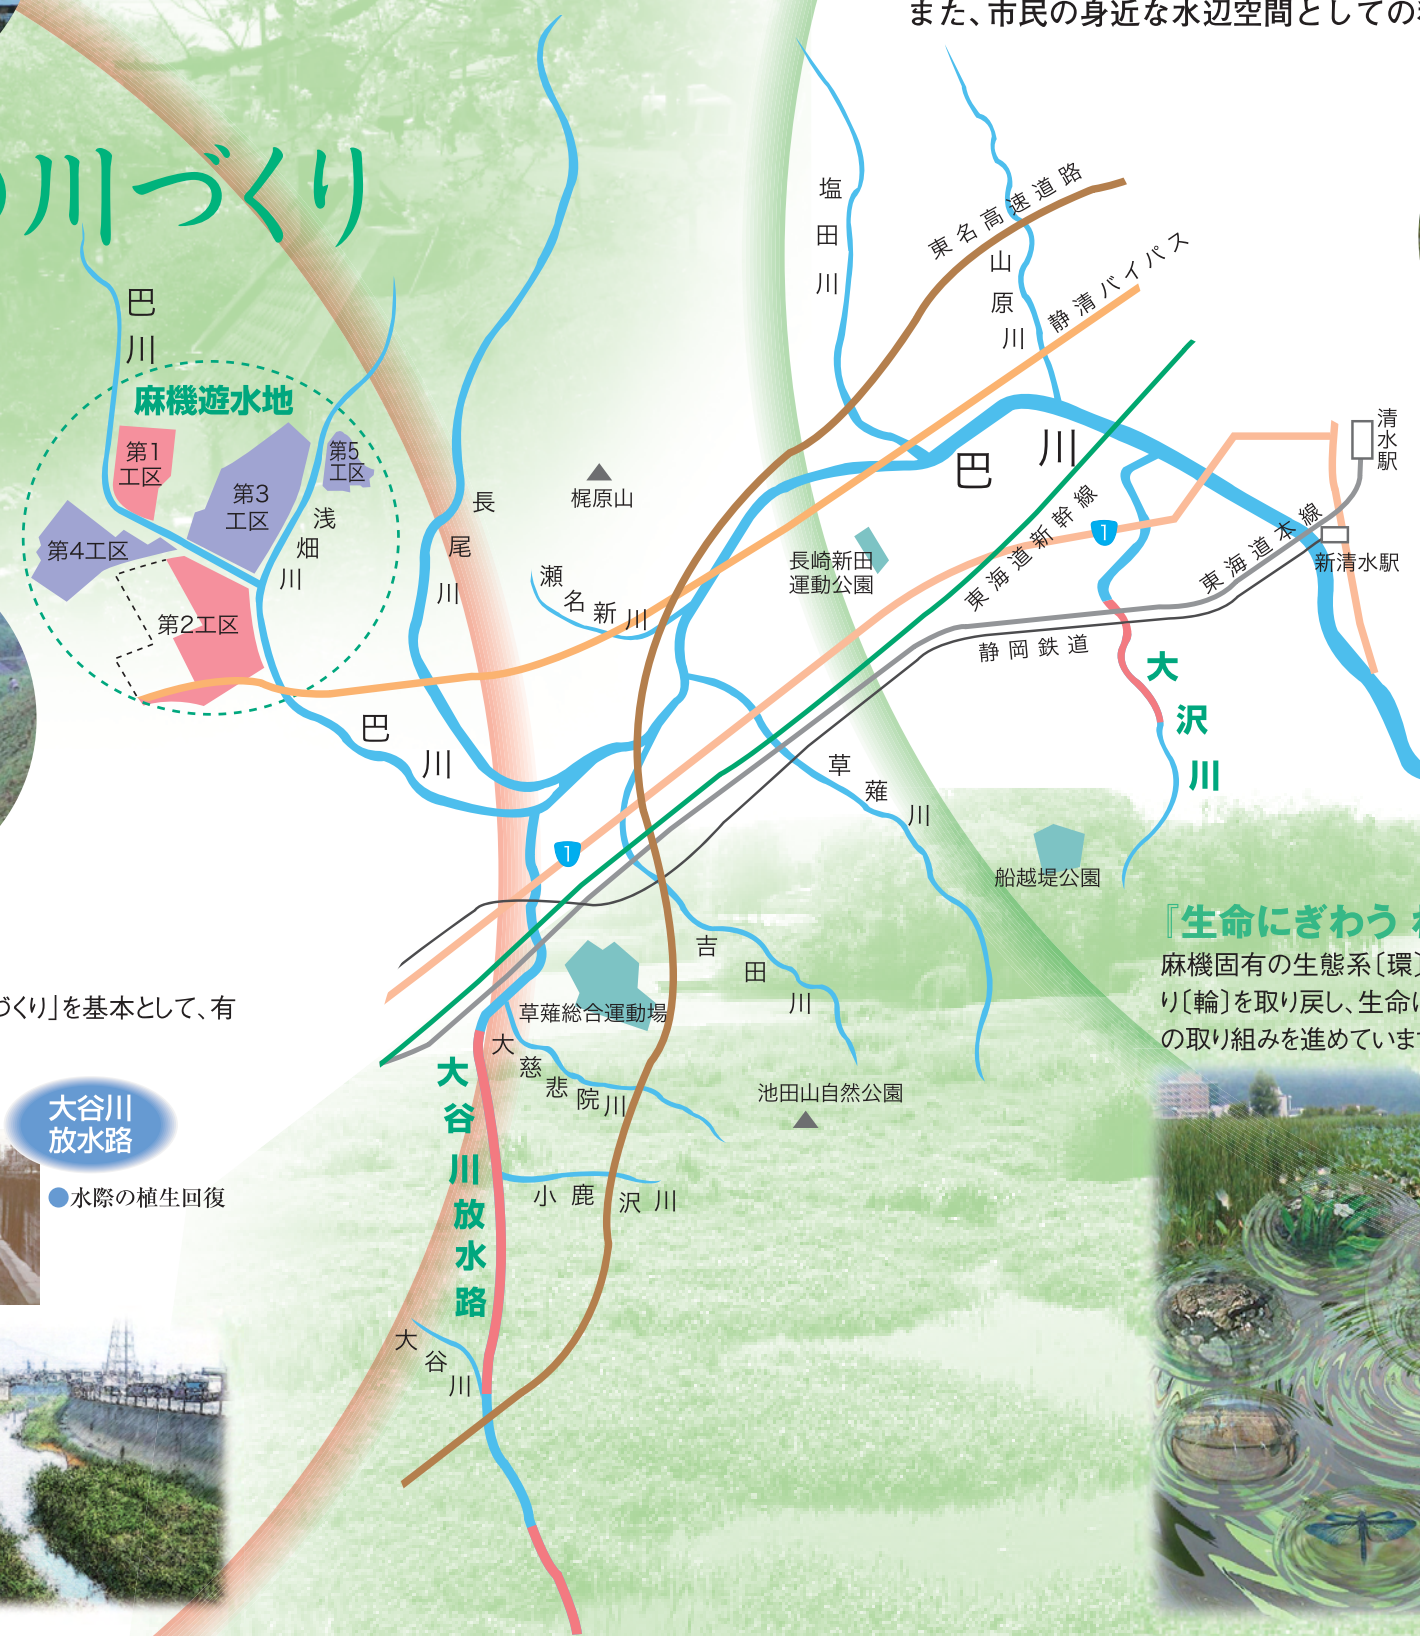 また、市民の身近な水辺空間としての
川づくり
巴川
麻機遊水地
第1
工区
第3
工区
第5
工区
第4工区
第2工区
浅畑川
長尾川
梶原山
瀬名新川
塩田川
山原川
東名高速道路
静清バイパス
巴川
清水駅
新清水駅
長崎新田
運動公園
東海道新幹線
1
東海道本線
静岡鉄道
大沢川
巴川
草薙川
船越堤公園
1
吉田川
草薙総合運動場
大慈悲院川
池田山自然公園
小鹿沢川
大谷川放水路
大谷川
『生命にぎわう
麻機固有の生態系〔環〕
り〔輪〕を取り戻し、生命に
の取り組みを進めています
づくり」を基本として、有
大谷川
放水路
●水際の植生回復